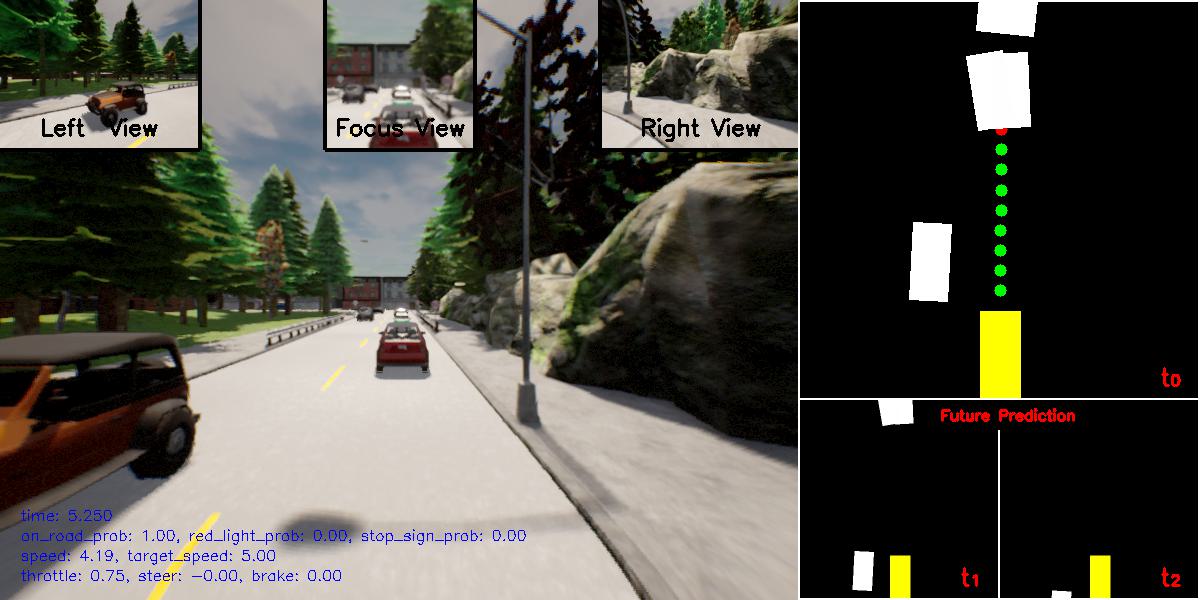 Left View
Focus View
Right View
time: 5.250
on_road_prob: 1.00, red_light_prob: 0.00, stop_sign_prob: 0.00
speed: 4.19, target_speed: 5.00
throttle: 0.75, steer: −0.00, brake: 0.00
t0
Future Prediction
t1
t2